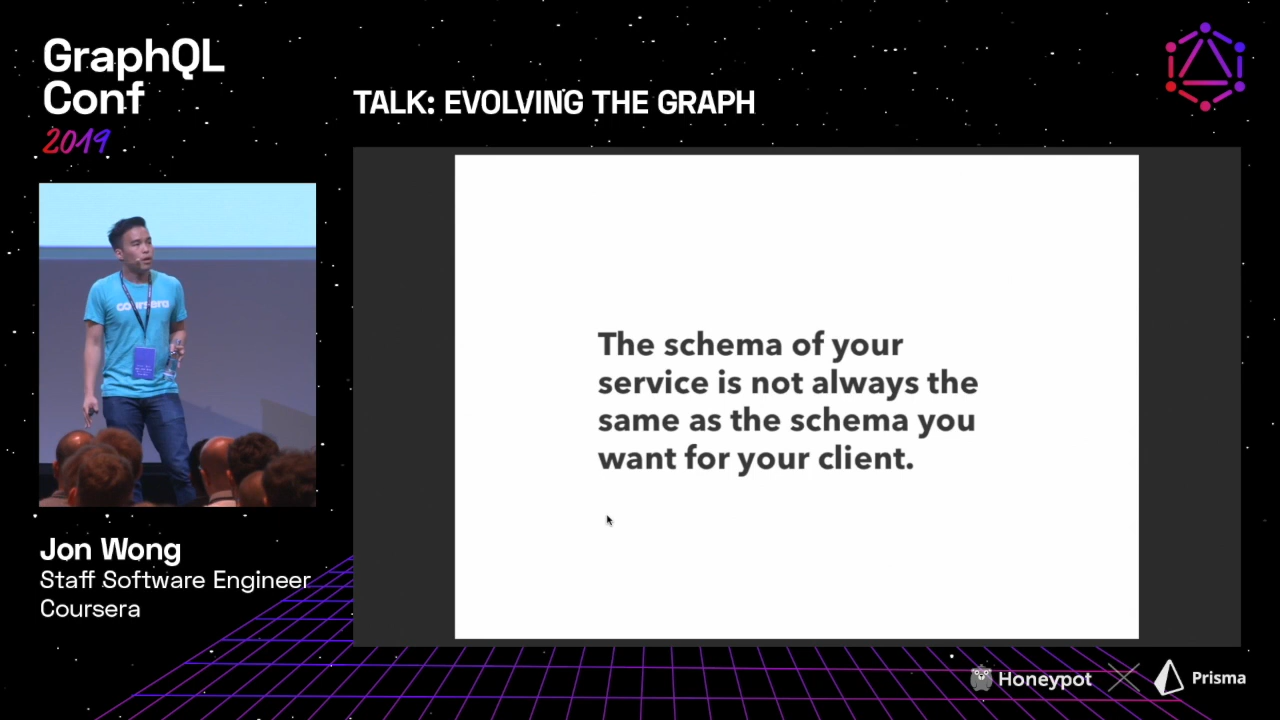 GraphQL
Conf
2019
TALK: EVOLVING THE GRAPH
coursera
The schema of your
service is not always the
same as the schema you
want for your client.
Jon Wong
Staff Software Engineer
Coursera
Honeypot
Prisma